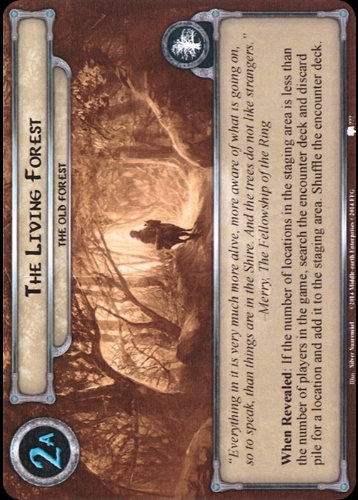 2A
The Living Forest
The Old Forest
"Everything in it is very much more alive, more aware of what is going on,
so to speak, than things are in the Shire. And the trees do not like strangers."
–Merry, The Fellowship of the Ring
When Revealed: If the number of locations in the staging area is less than
the number of players in the game, search the encounter deck and discard
pile for a location and add it to the staging area. Shuffle the encounter deck.
Illus. Silver Saaremäel ©2014 Middle-earth Enterprises ©2014 FFG ???